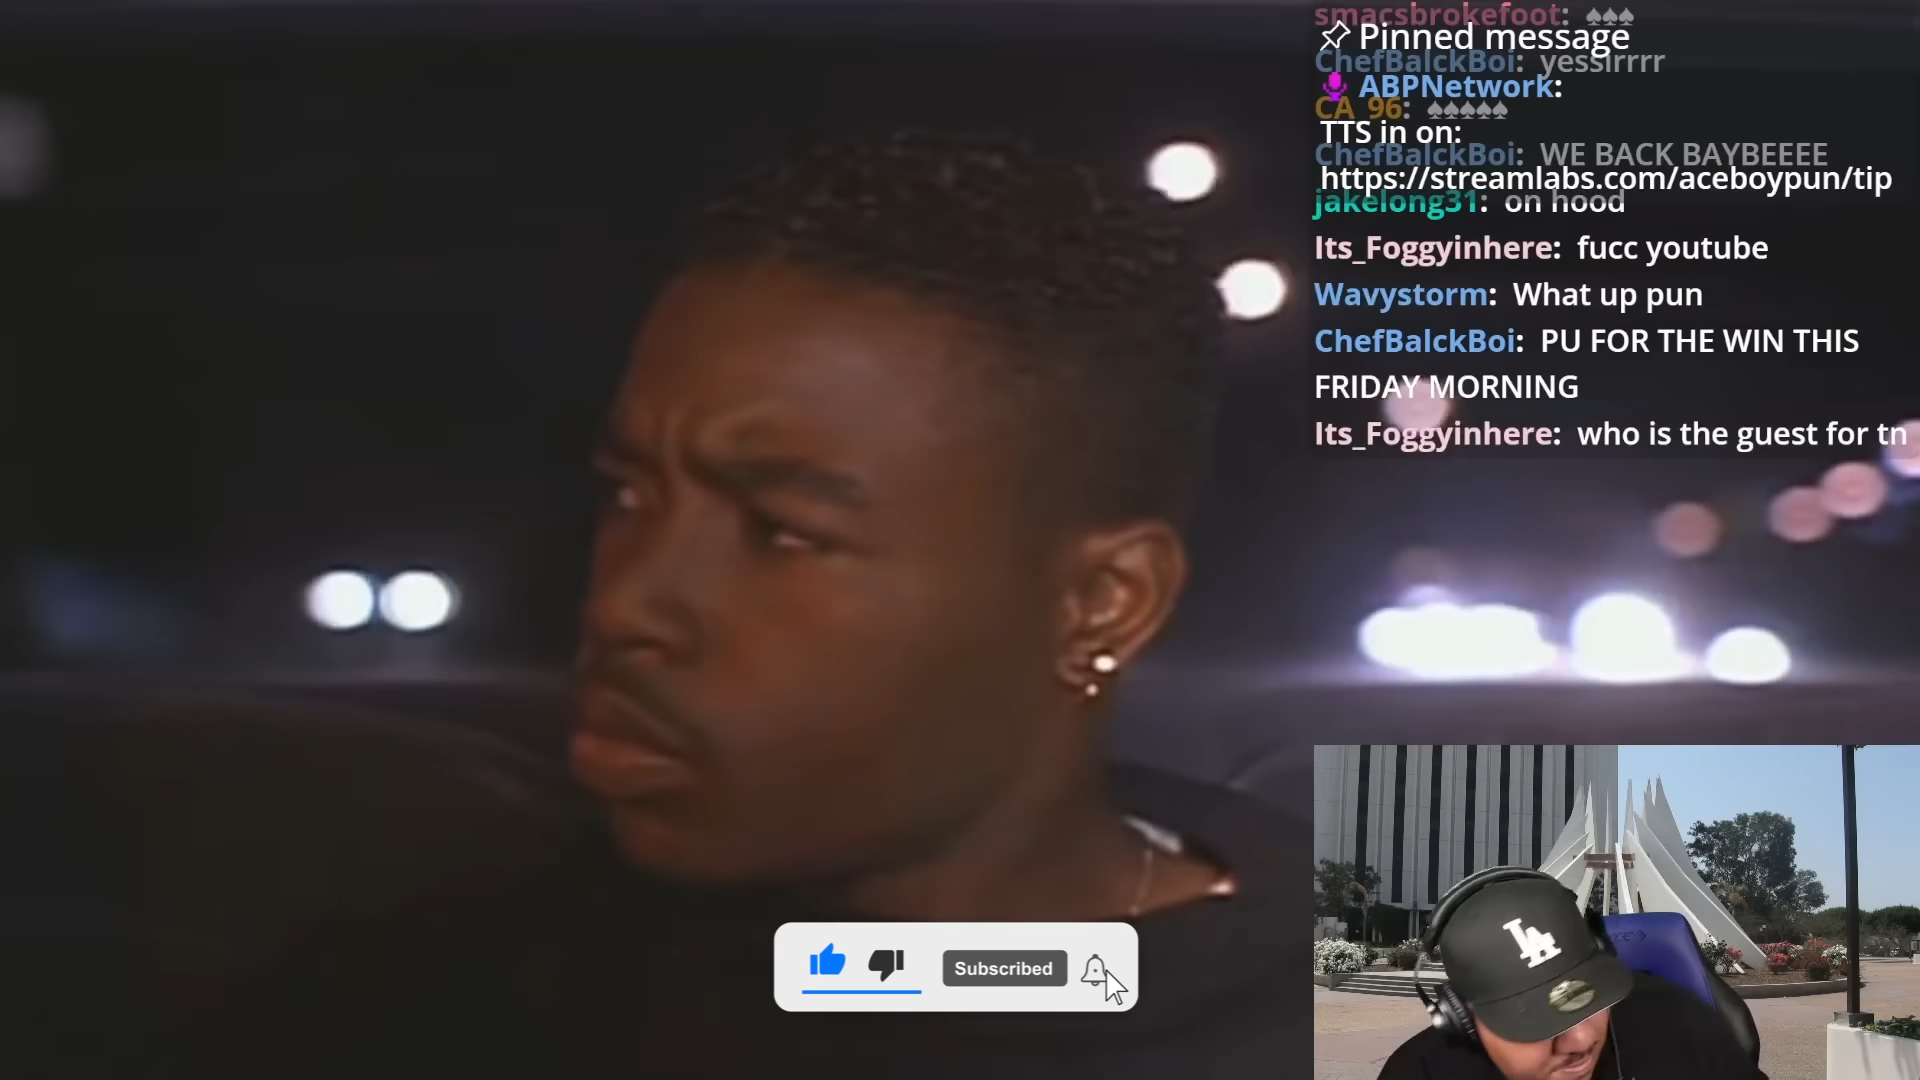 smacsbrokefoot: ♠♠♠
Pinned message
ChefBalckBoi: yessirrrr
ABPNetwork:
CA_96: ♠♠♠♠♠
TTS in on:
ChefBalckBoi: WE BACK BAYBEEEE
https://streamlabs.com/aceboypun/tip
jakelong31: on hood
Its_Foggyinhere: fucc youtube
Wavystorm: What up pun
ChefBalckBoi: PU FOR THE WIN THIS
FRIDAY MORNING
Its_Foggyinhere: who is the guest for tn
LA
Subscribed